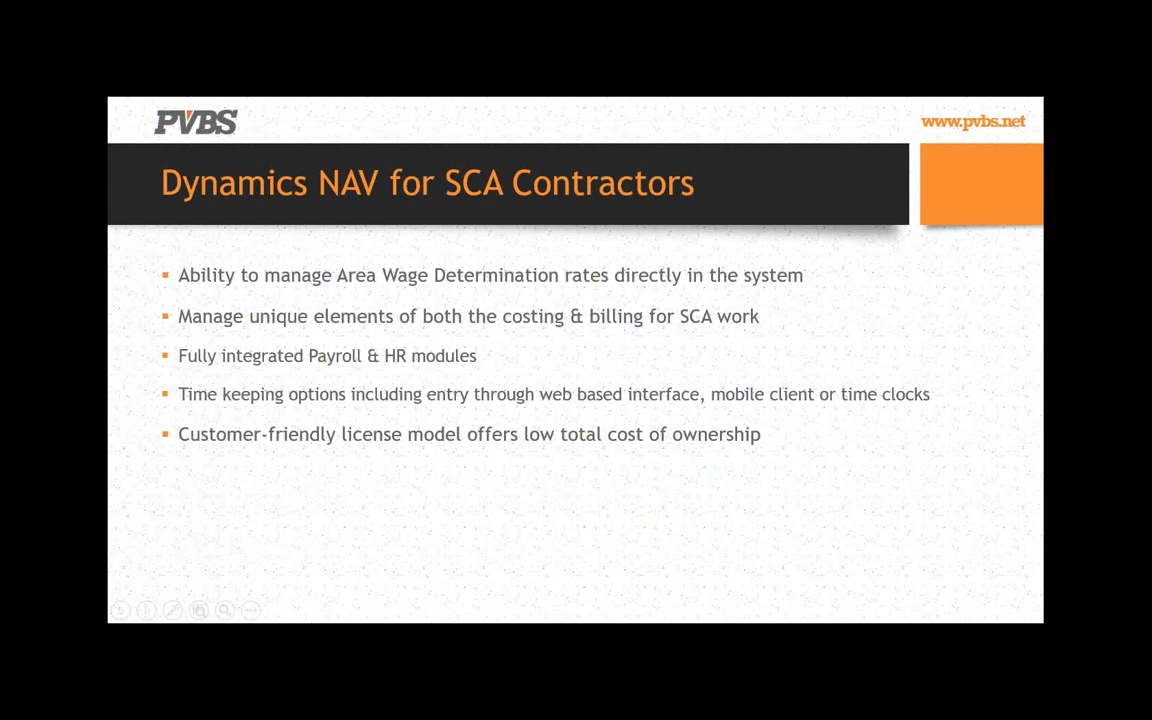 PVBS
www.pvbs.net
Dynamics NAV for SCA Contractors
Ability to manage Area Wage Determination rates directly in the system
Manage unique elements of both the costing & billing for SCA work
Fully integrated Payroll & HR modules
Time keeping options including entry through web based interface, mobile client or time clocks
Customer-friendly license model offers low total cost of ownership